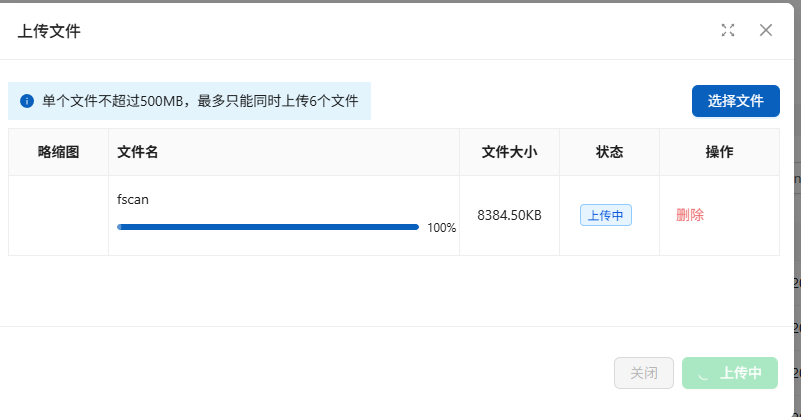 上传文件
单个文件不超过500MB，最多只能同时上传6个文件
选择文件
略缩图 文件名 文件大小 状态 操作
fscan
100%
8384.50KB
上传中
删除
关闭
上传中